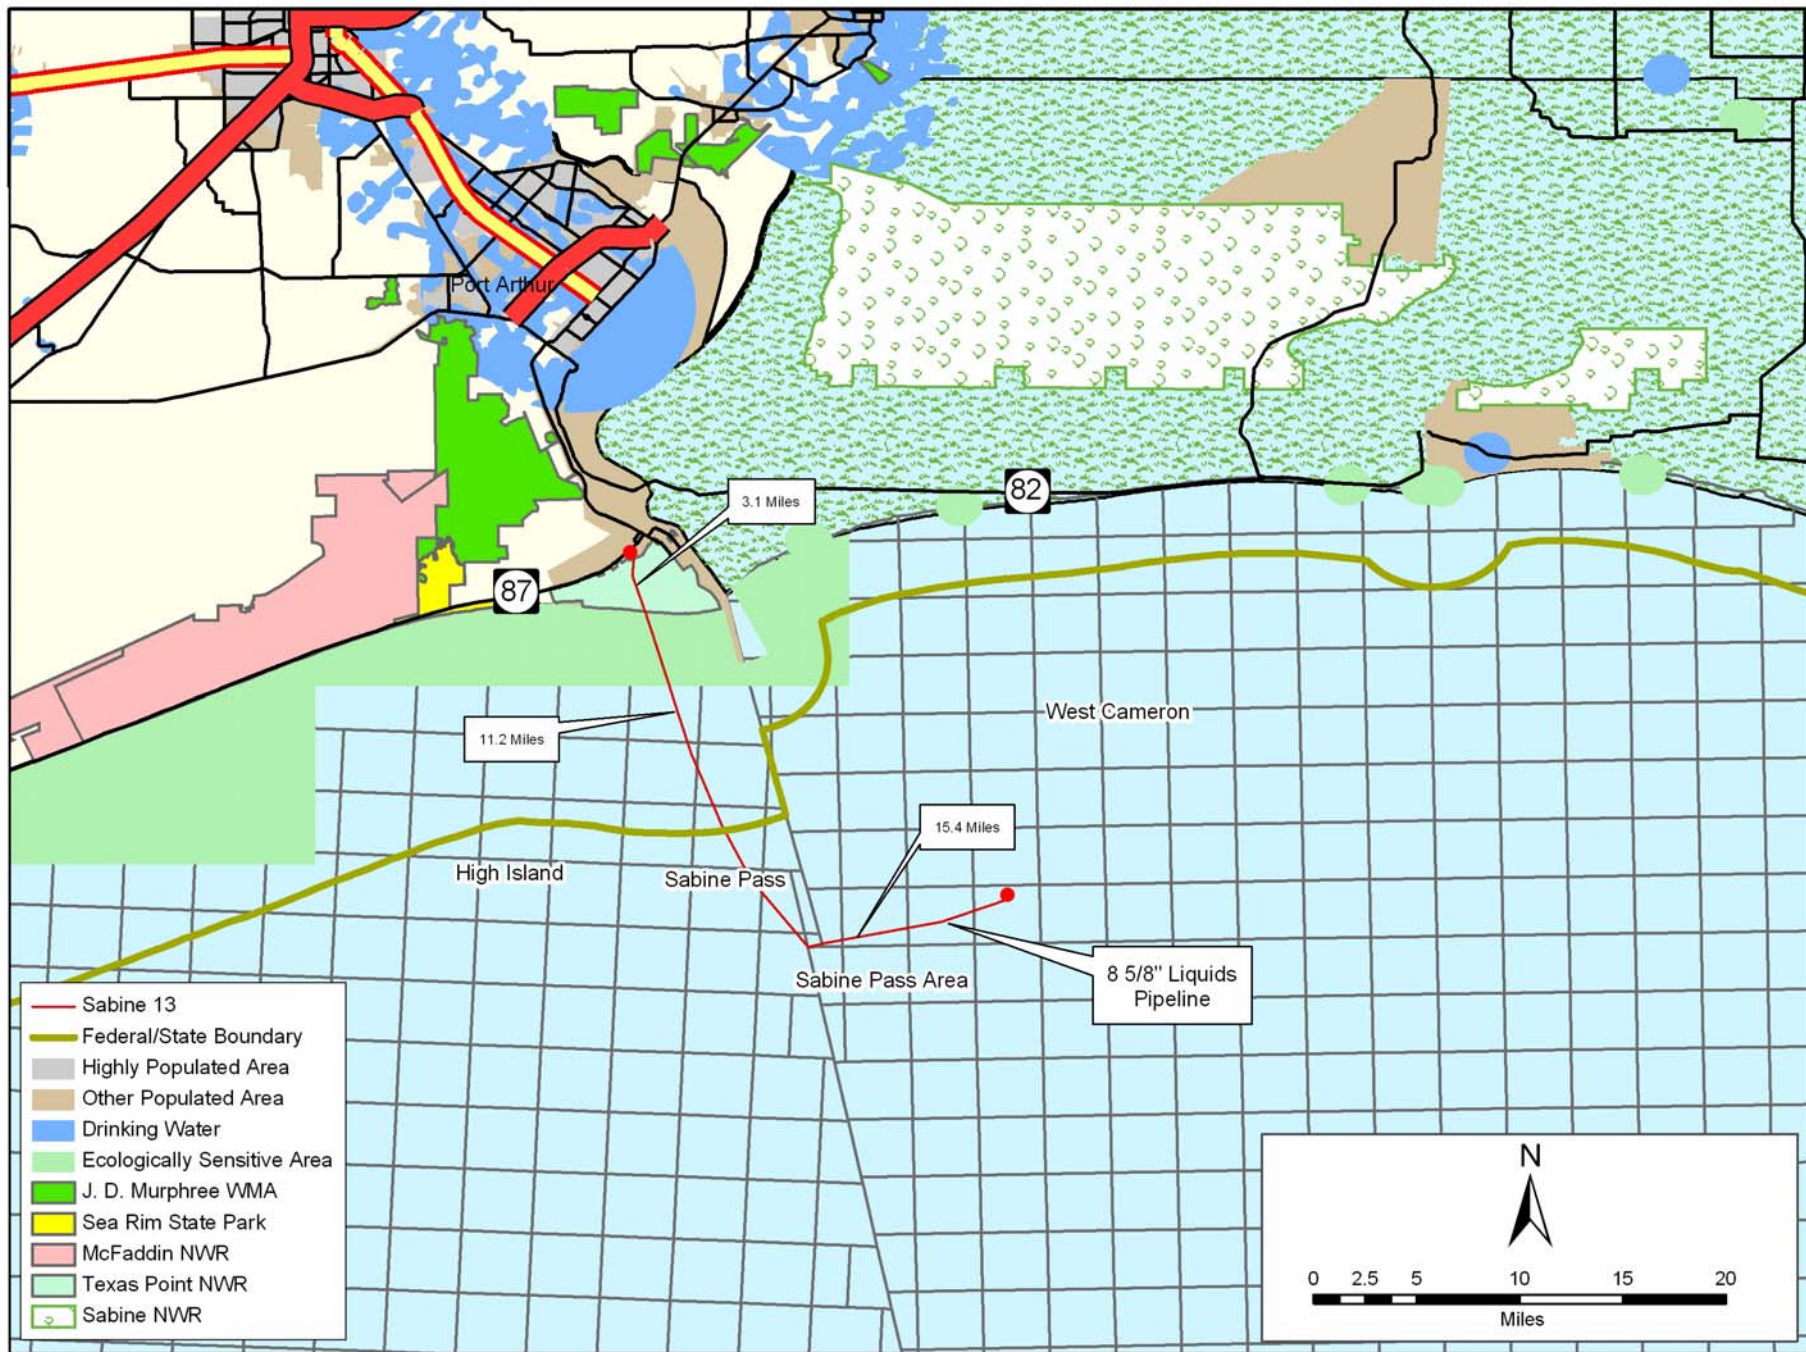 Port Arthur
3.1 Miles
82
87
11.2 Miles
West Cameron
15.4 Miles
High Island
Sabine Pass
Sabine Pass Area
8 5/8" Liquids
Pipeline
Sabine 13
Federal/State Boundary
Highly Populated Area
Other Populated Area
Drinking Water
Ecologically Sensitive Area
J. D. Murphree WMA
Sea Rim State Park
McFaddin NWR
Texas Point NWR
Sabine NWR
N
0 2.5 5 10 15 20
Miles